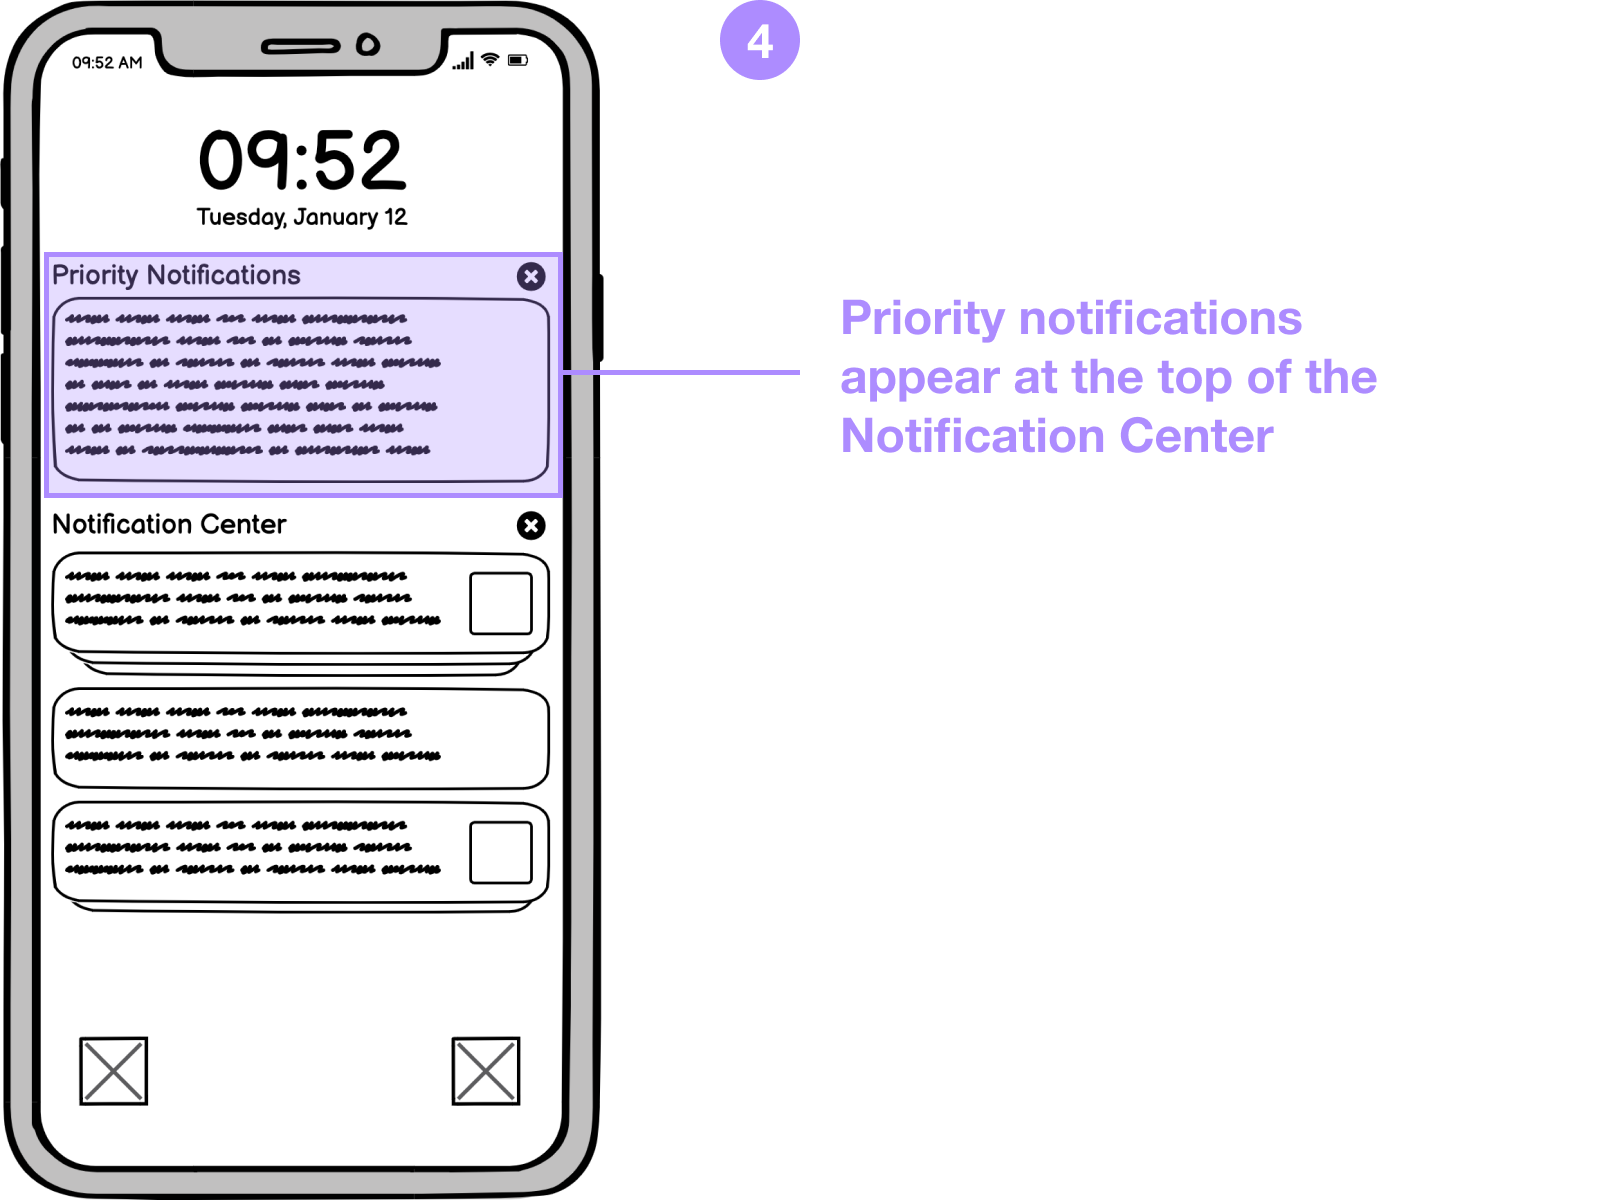 09:52 AM
09:52
Tuesday, January 12
Priority Notifications
Notification Center
4
Priority notifications
appear at the top of the
Notification Center